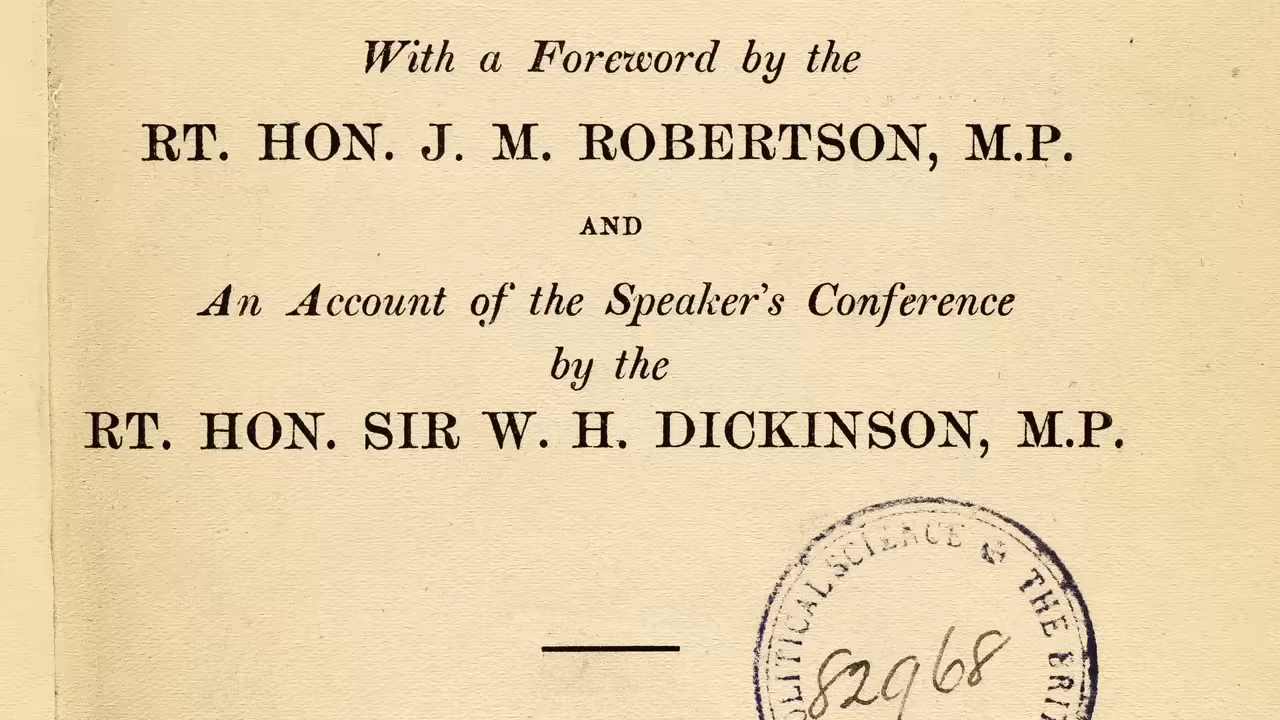 With a Foreword by the
RT. HON. J. M. ROBERTSON, M.P.
AND
An Account of the Speaker's Conference
by the
RT. HON. SIR W. H. DICKINSON, M.P.
POLITICAL SCIENCE & THE BRIT
82968